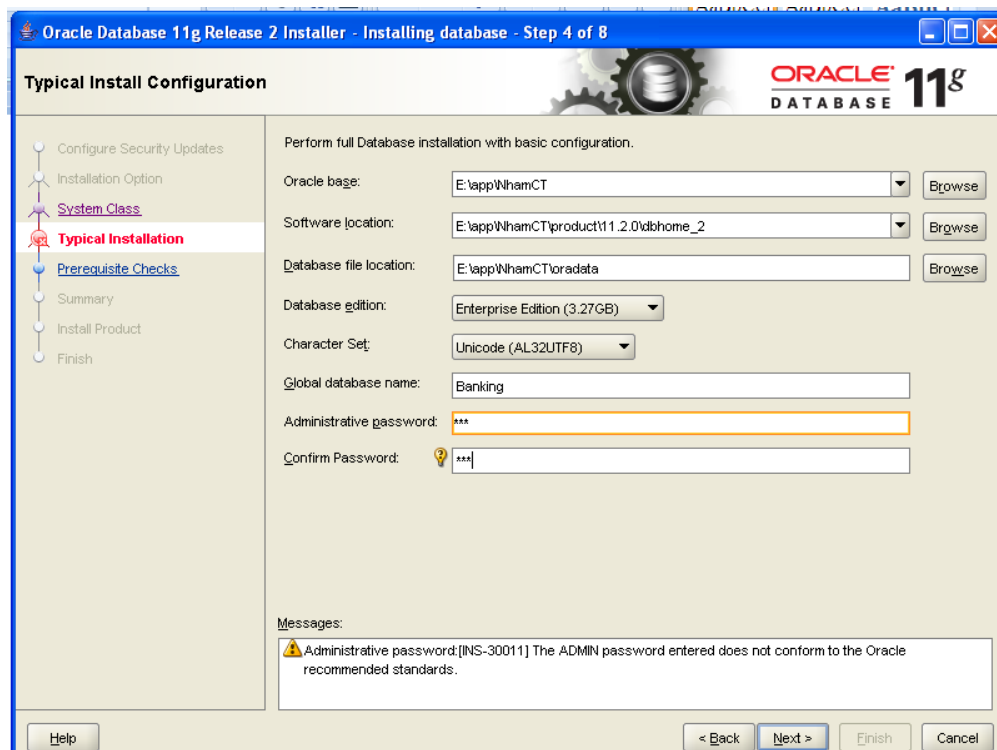 Oracle Database 11g Release 2 Installer - Installing database - Step 4 of 8
Typical Install Configuration
ORACLE DATABASE 11g
Configure Security Updates
Installation Option
System Class
Typical Installation
Prerequisite Checks
Summary
Install Product
Finish
Perform full Database installation with basic configuration.
Oracle base: E:\app\NhamCT Browse
Software location: E:\app\NhamCT\product\11.2.0\dbhome_2 Browse
Database file location: E:\app\NhamCT\oradata Browse
Database edition: Enterprise Edition (3.27GB)
Character Set: Unicode (AL32UTF8)
Global database name: Banking
Administrative password: ***
Confirm Password: ***
Messages:
Administrative password:[INS-30011] The ADMIN password entered does not conform to the Oracle
recommended standards.
Help < Back Next > Finish Cancel